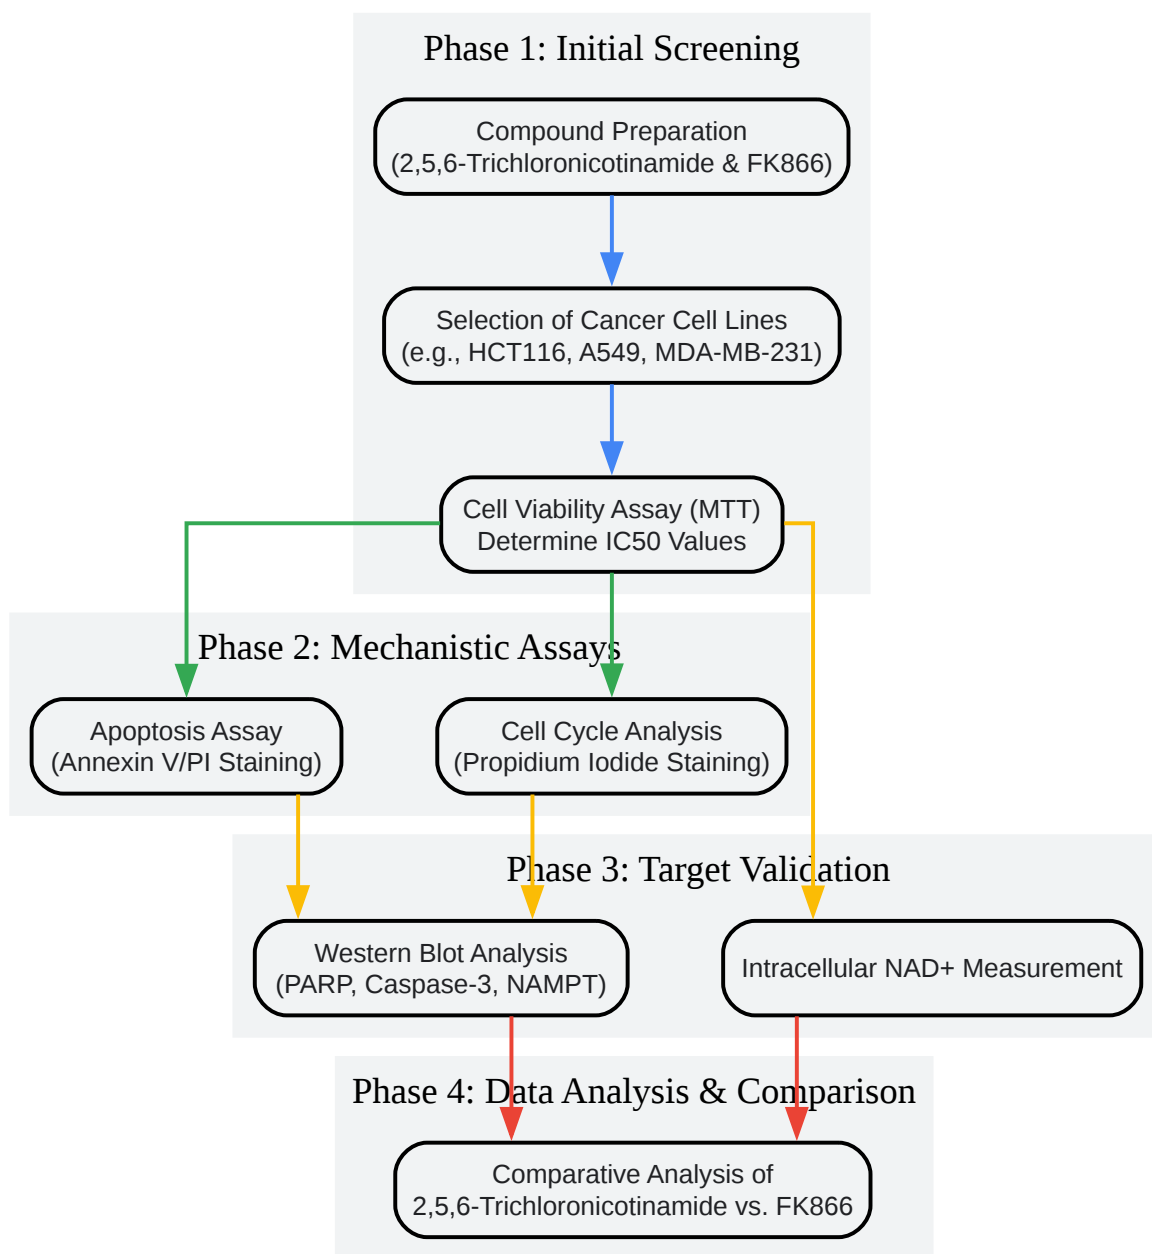 Phase 1: Initial Screening
Compound Preparation
(2,5,6-Trichloronicotinamide & FK866)
Selection of Cancer Cell Lines
(e.g., HCT116, A549, MDA-MB-231)
Cell Viability Assay (MTT)
Determine IC50 Values
Phase 2: Mechanistic Assays
Apoptosis Assay
(Annexin V/PI Staining)
Cell Cycle Analysis
(Propidium Iodide Staining)
Phase 3: Target Validation
Western Blot Analysis
(PARP, Caspase-3, NAMPT)
Intracellular NAD+ Measurement
Phase 4: Data Analysis & Comparison
Comparative Analysis of
2,5,6-Trichloronicotinamide vs. FK866